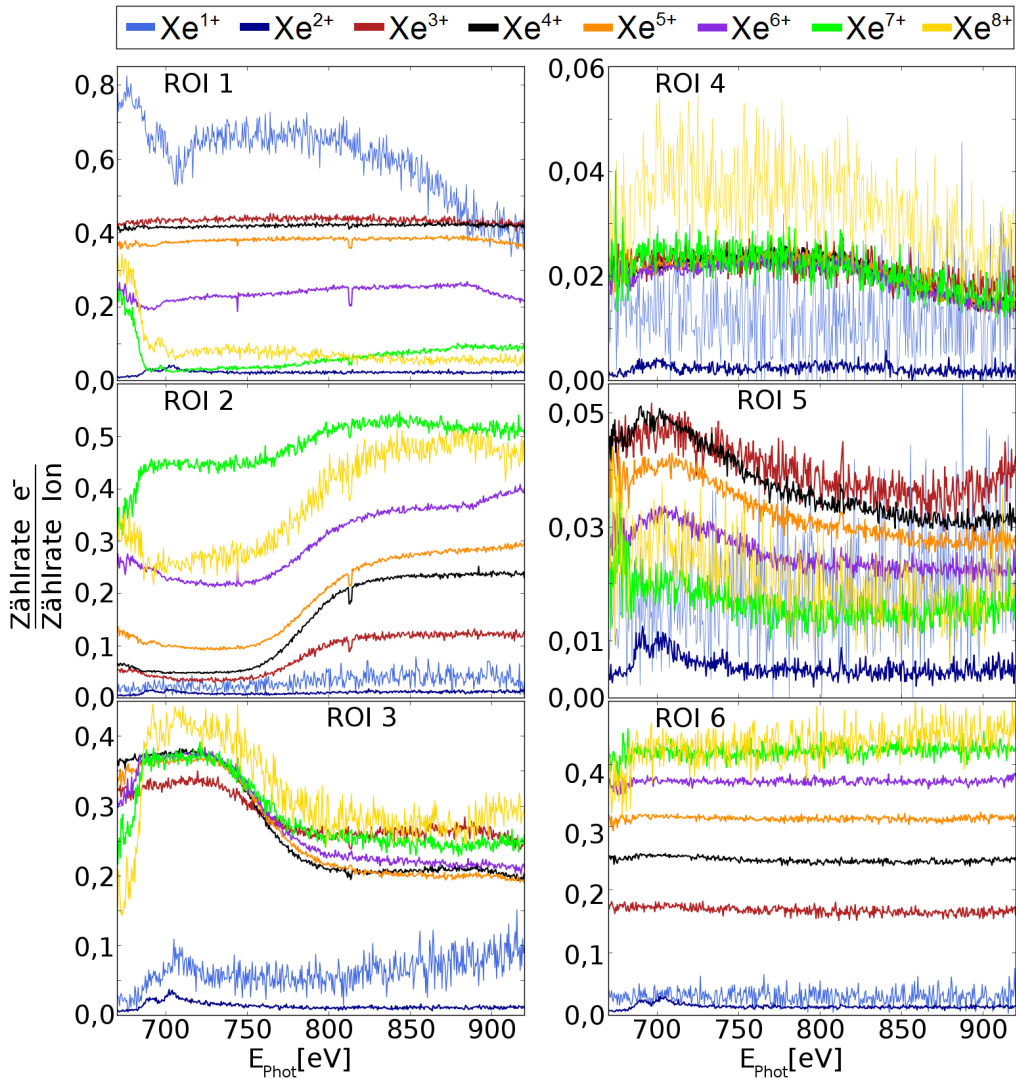 Xe1+ Xe2+ Xe3+ Xe4+ Xe5+ Xe6+ Xe7+ Xe8+
ROI 1
0,8
0,6
0,4
0,2
0,0
ROI 4
0,06
0,04
0,02
0,00
ROI 2
0,5
0,4
0,3
0,2
0,1
0,0
ROI 5
0,05
0,03
0,01
0,00
Zählrate e-
Zählrate Ion
ROI 3
0,4
0,3
0,2
0,1
0,0
700 750 800 850 900
EPhot[eV]
ROI 6
0,4
0,3
0,2
0,1
0,0
700 750 800 850 900
EPhot[eV]